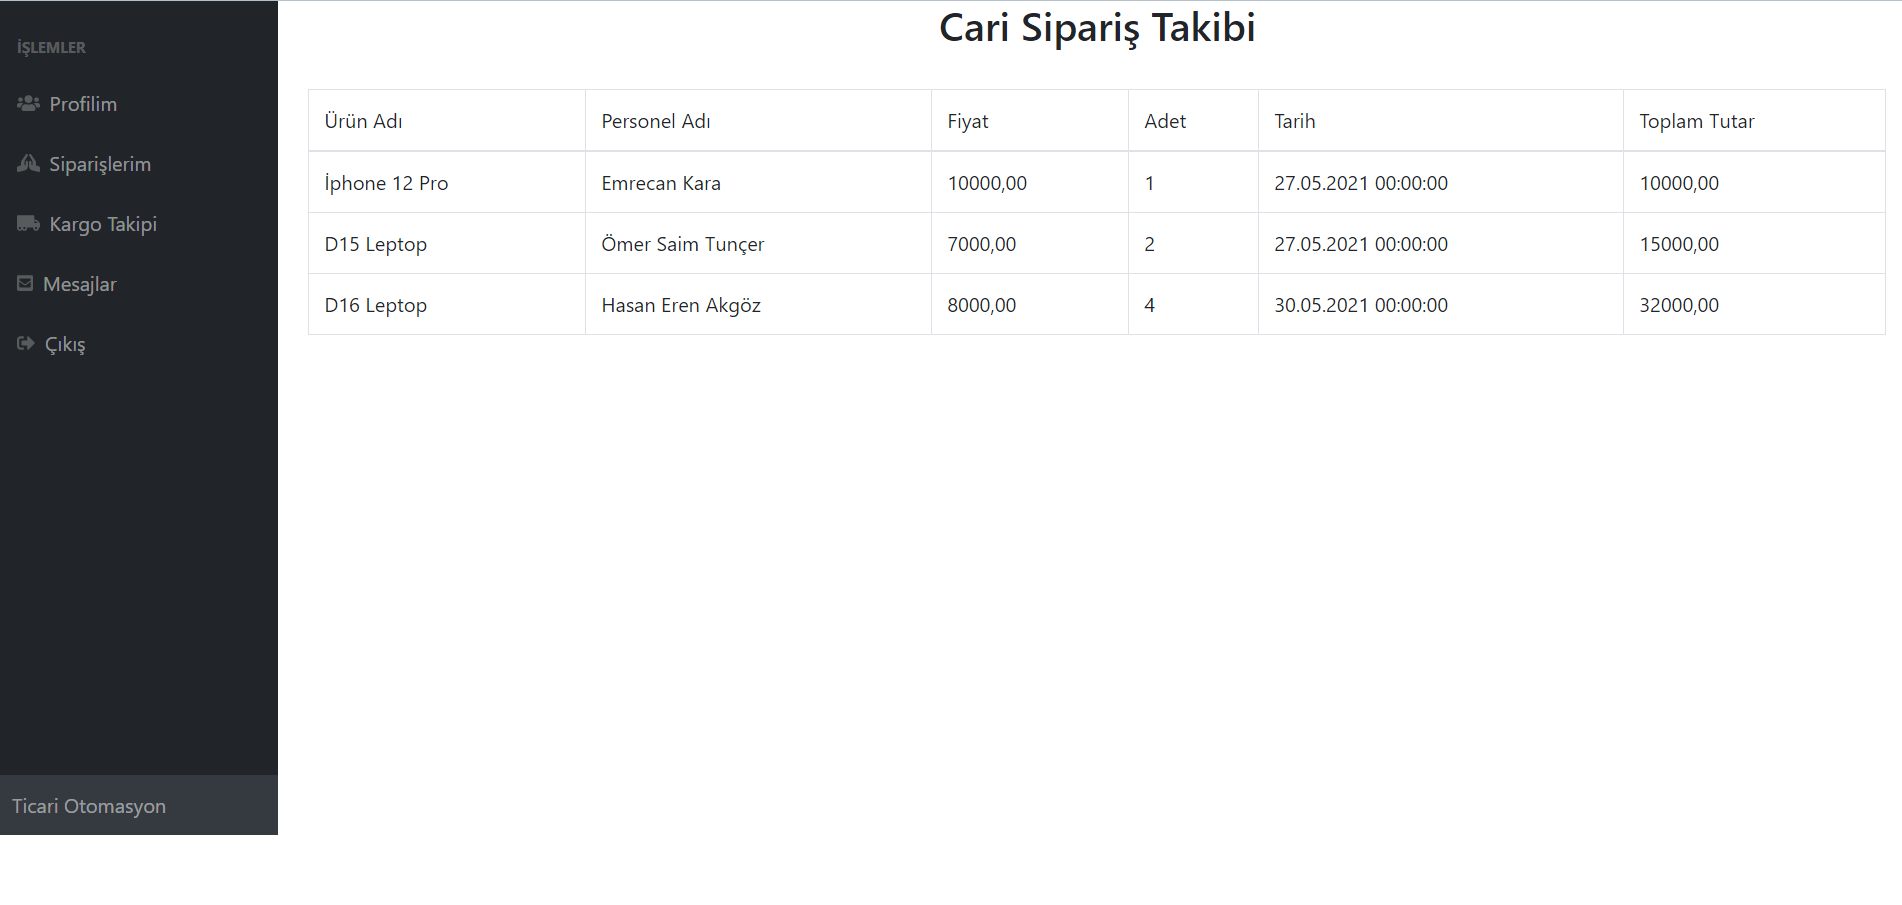 İŞLEMLER
Profilim
Siparişlerim
Kargo Takipi
Mesajlar
Çıkış
Ticari Otomasyon
Cari Sipariş Takibi
Ürün Adı Personel Adı Fiyat Adet Tarih Toplam Tutar
İphone 12 Pro Emrecan Kara 10000,00 1 27.05.2021 00:00:00 10000,00
D15 Leptop Ömer Saim Tunçer 7000,00 2 27.05.2021 00:00:00 15000,00
D16 Leptop Hasan Eren Akgöz 8000,00 4 30.05.2021 00:00:00 32000,00